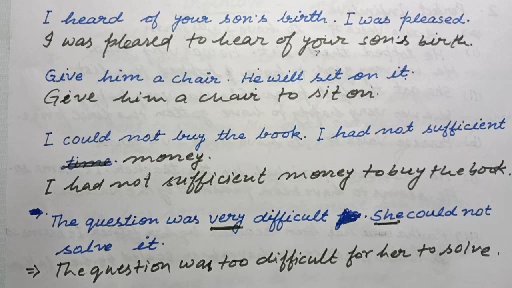 I heard of your son's birth. I was pleased.
I was pleased to hear of your son's birth.
Give him a chair. He will sit on it.
Give him a chair to sit on.
I could not buy the book. I had not sufficient
time. money.
I had not sufficient money to buy the book.
The question was very difficult. She could not
solve it.
⇒ The question was too difficult for her to solve.